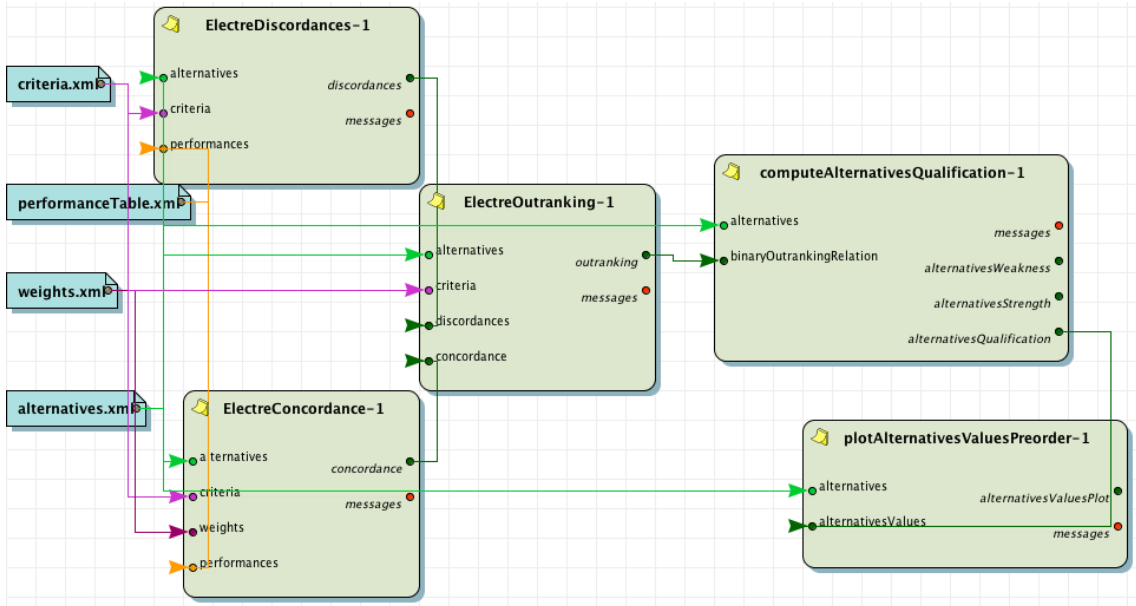 criteria.xml
performanceTable.xml
weights.xml
alternatives.xml
ElectreDiscordances-1
alternatives
criteria
performances
discordances
messages
ElectreOutranking-1
alternatives
criteria
discordances
concordance
outranking
messages
ElectreConcordance-1
alternatives
criteria
weights
performances
concordance
messages
computeAlternativesQualification-1
alternatives
binaryOutrankingRelation
messages
alternativesWeakness
alternativesStrength
alternativesQualification
plotAlternativesValuesPreorder-1
alternatives
alternativesValues
alternativesValuesPlot
messages